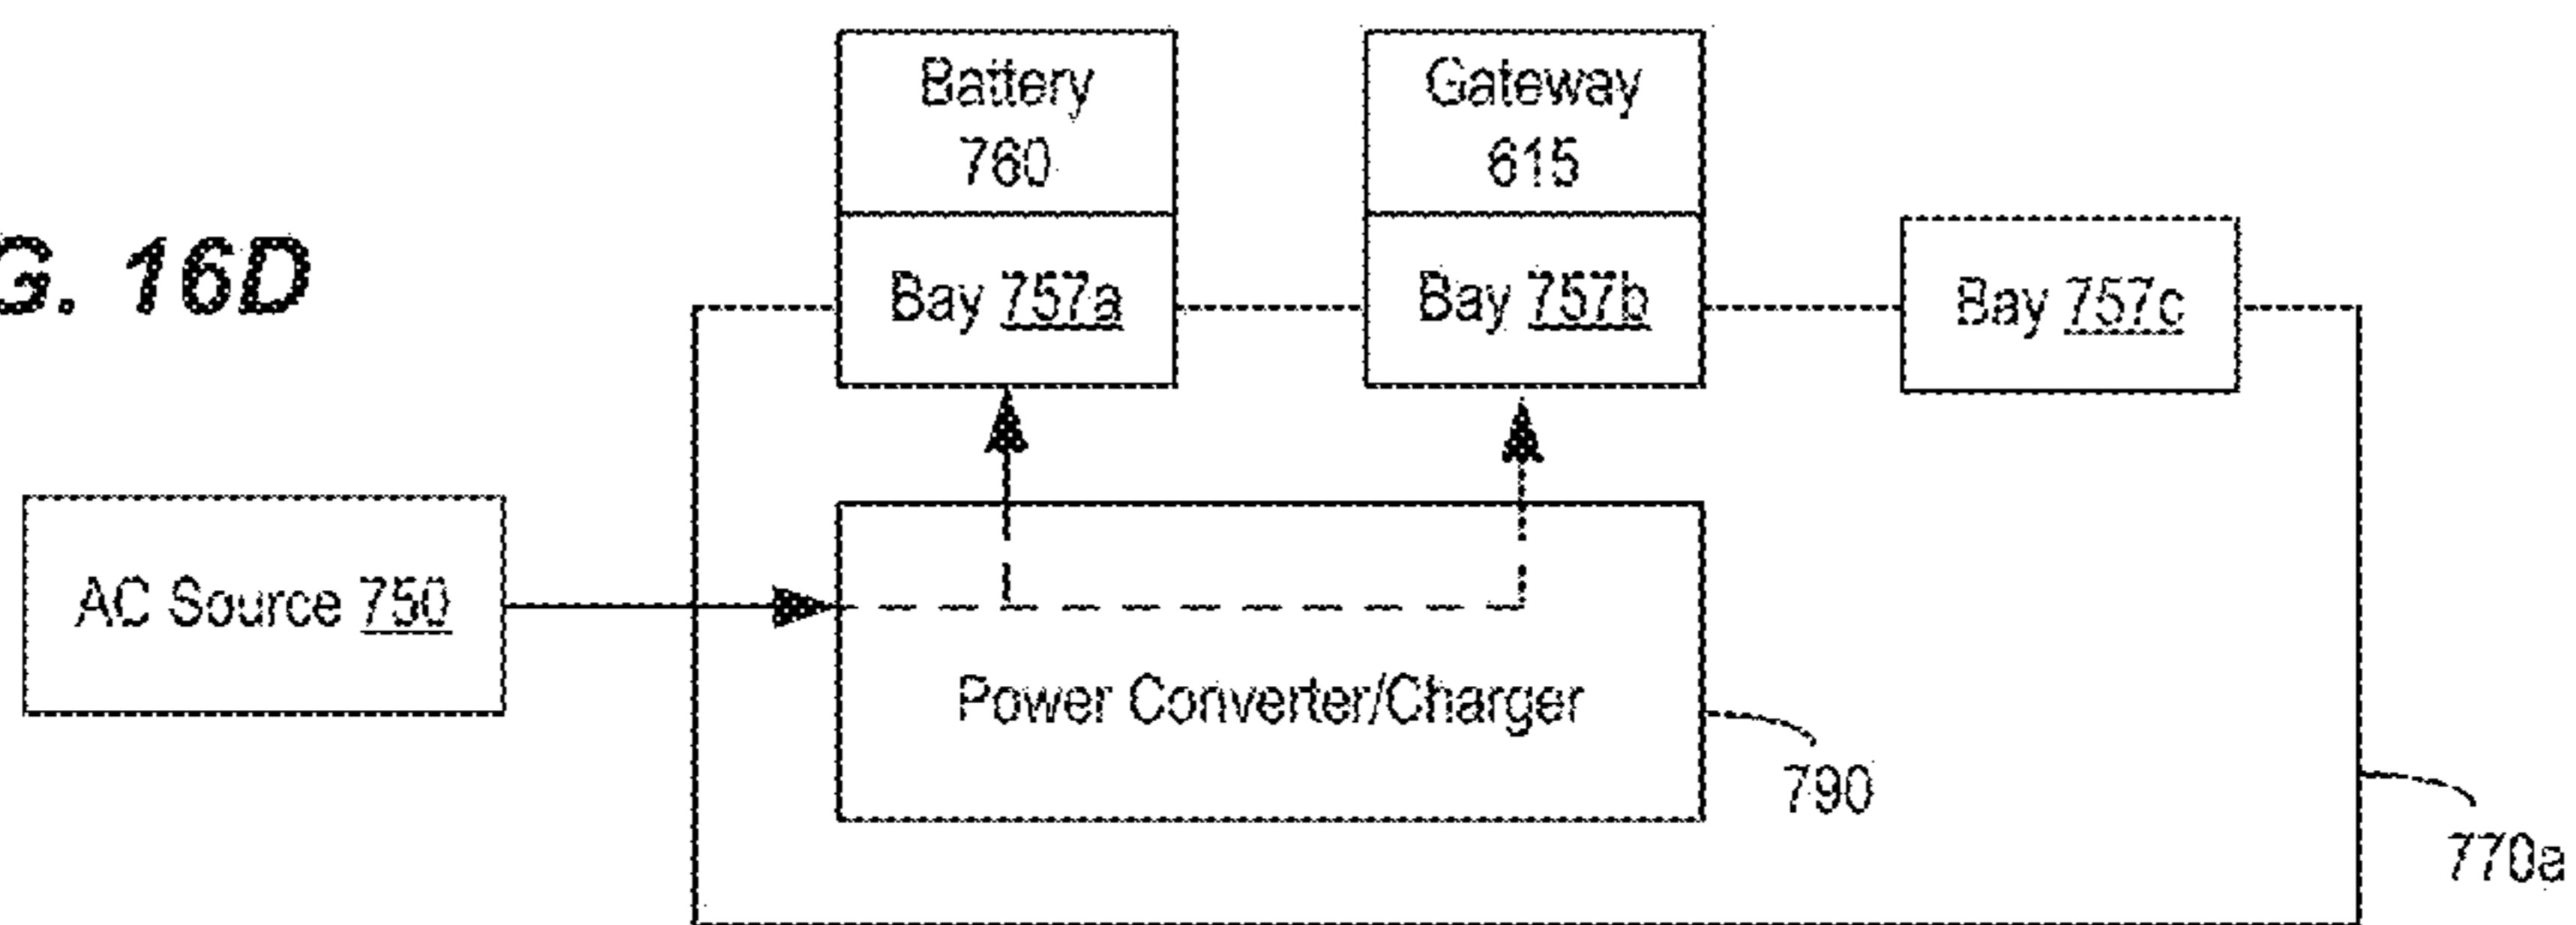 G. 16D
Battery
760
Gateway
615
Bay 757a
Bay 757b
Bay 757c
AC Source 750
Power Converter/Charger
790
770a